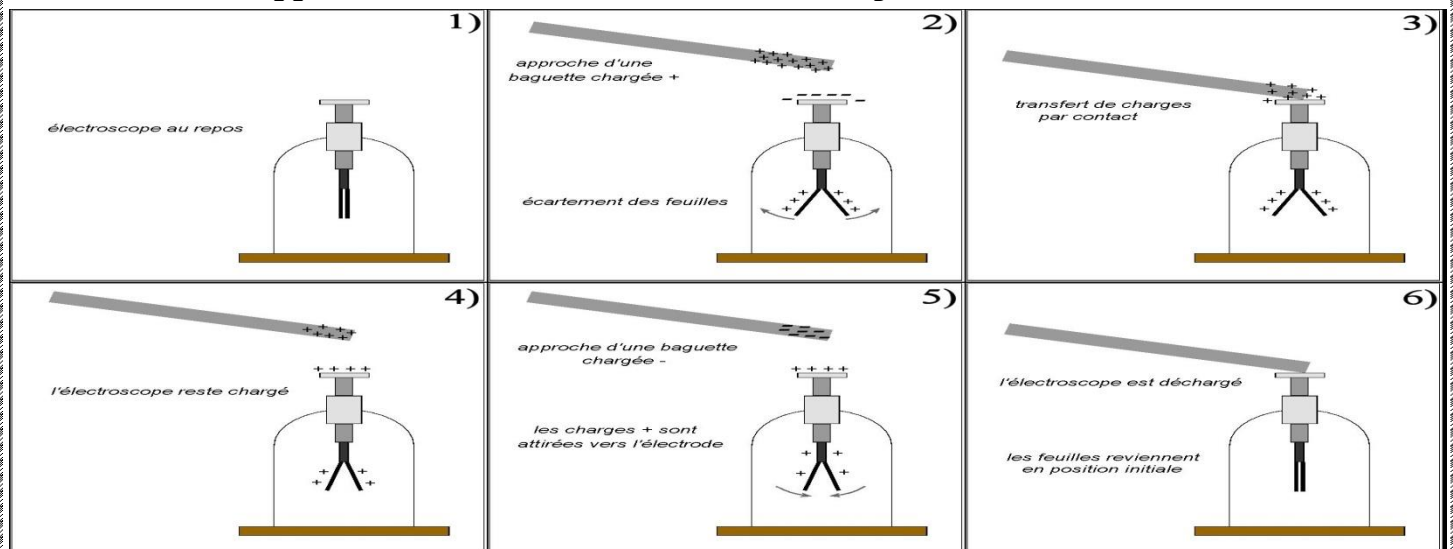 1)
électroscope au repos
2)
approche d'une
baguette chargée +
écartement des feuilles
3)
transfert de charges
par contact
4)
l'électroscope reste chargé
5)
approche d'une baguette
chargée -
les charges + sont
attirées vers l'électrode
6)
l'électroscope est déchargé
les feuilles reviennent
en position initiale